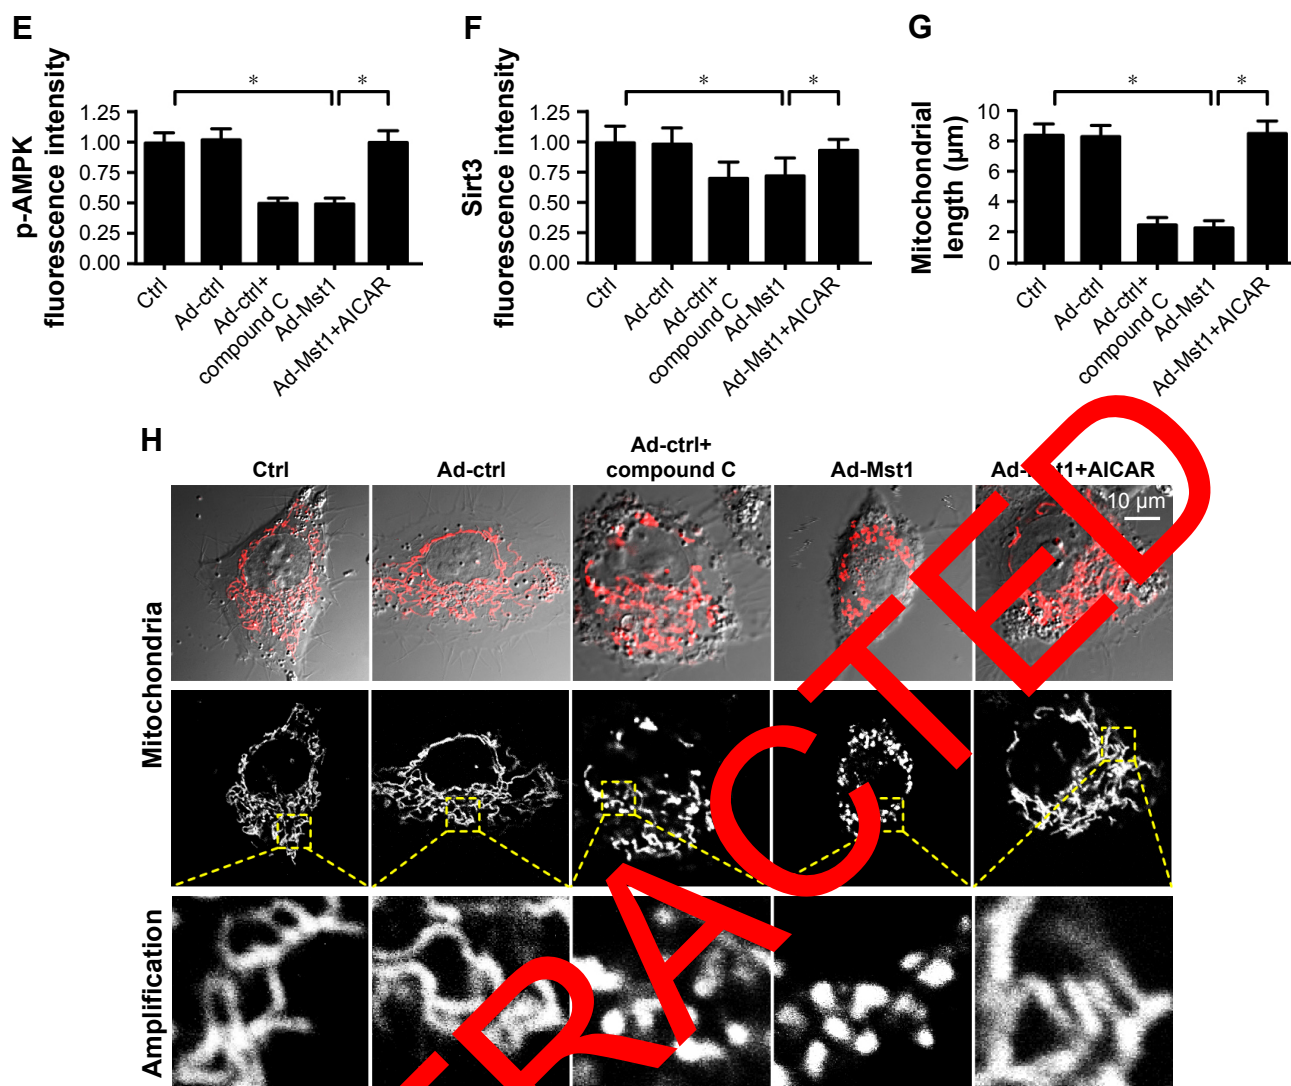 E
p-AMPK
fluorescence intensity
1.25
1.00
0.75
0.50
0.25
0.00
*
*
Ctrl
Ad-ctrl
Ad-ctrl+
compound C
Ad-Mst1
Ad-Mst1+AICAR
F
Sirt3
fluorescence intensity
1.25
1.00
0.75
0.50
0.25
0.00
*
*
Ctrl
Ad-ctrl
Ad-ctrl+
compound C
Ad-Mst1
Ad-Mst1+AICAR
G
Mitochondrial
length (µm)
10
8
6
4
2
0
*
*
Ctrl
Ad-ctrl
Ad-ctrl+
compound C
Ad-Mst1
Ad-Mst1+AICAR
H
Ctrl
Ad-ctrl
Ad-ctrl+
compound C
Ad-Mst1
Ad-Mst1+AICAR
10 µm
Mitochondria
Amplification
TRACTED